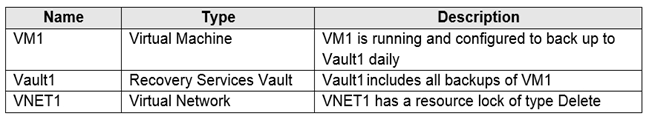 Name Type Description
VM1 Virtual Machine VM1 is running and configured to back up to
Vault1 daily
Vault1 Recovery Services Vault Vault1 includes all backups of VM1
VNET1 Virtual Network VNET1 has a resource lock of type Delete